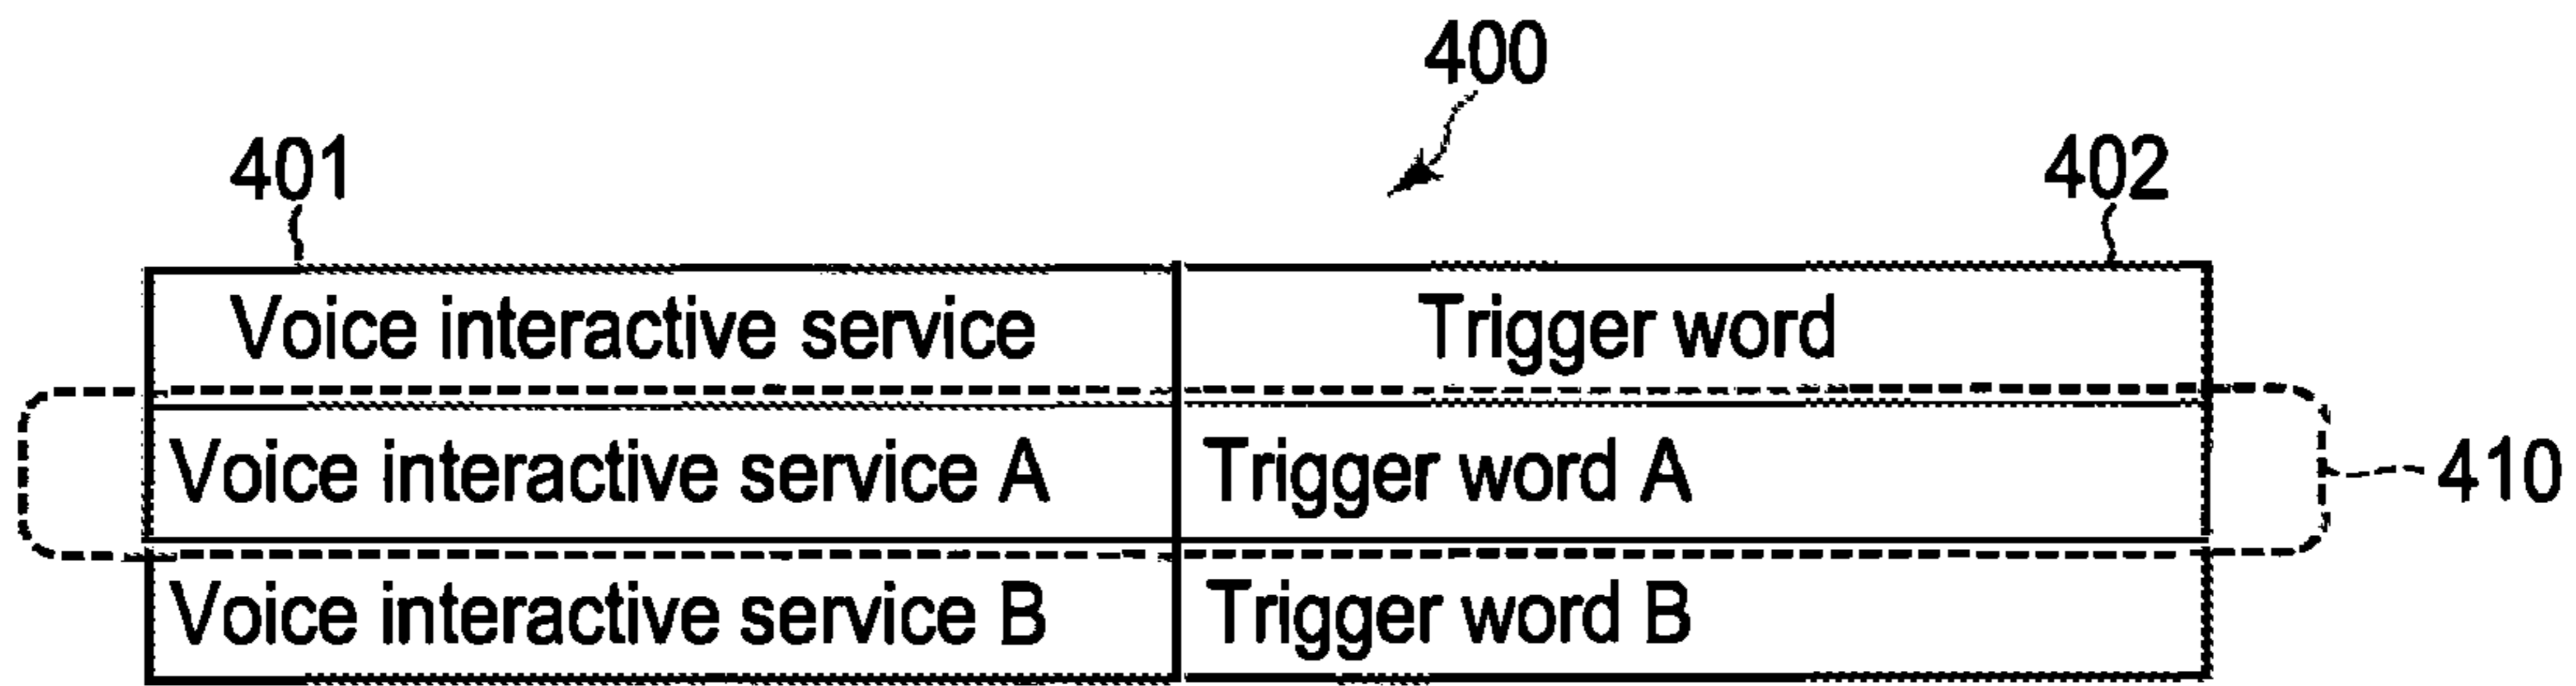 400
401
402
Voice interactive service Trigger word
Voice interactive service A Trigger word A
410
Voice interactive service B Trigger word B